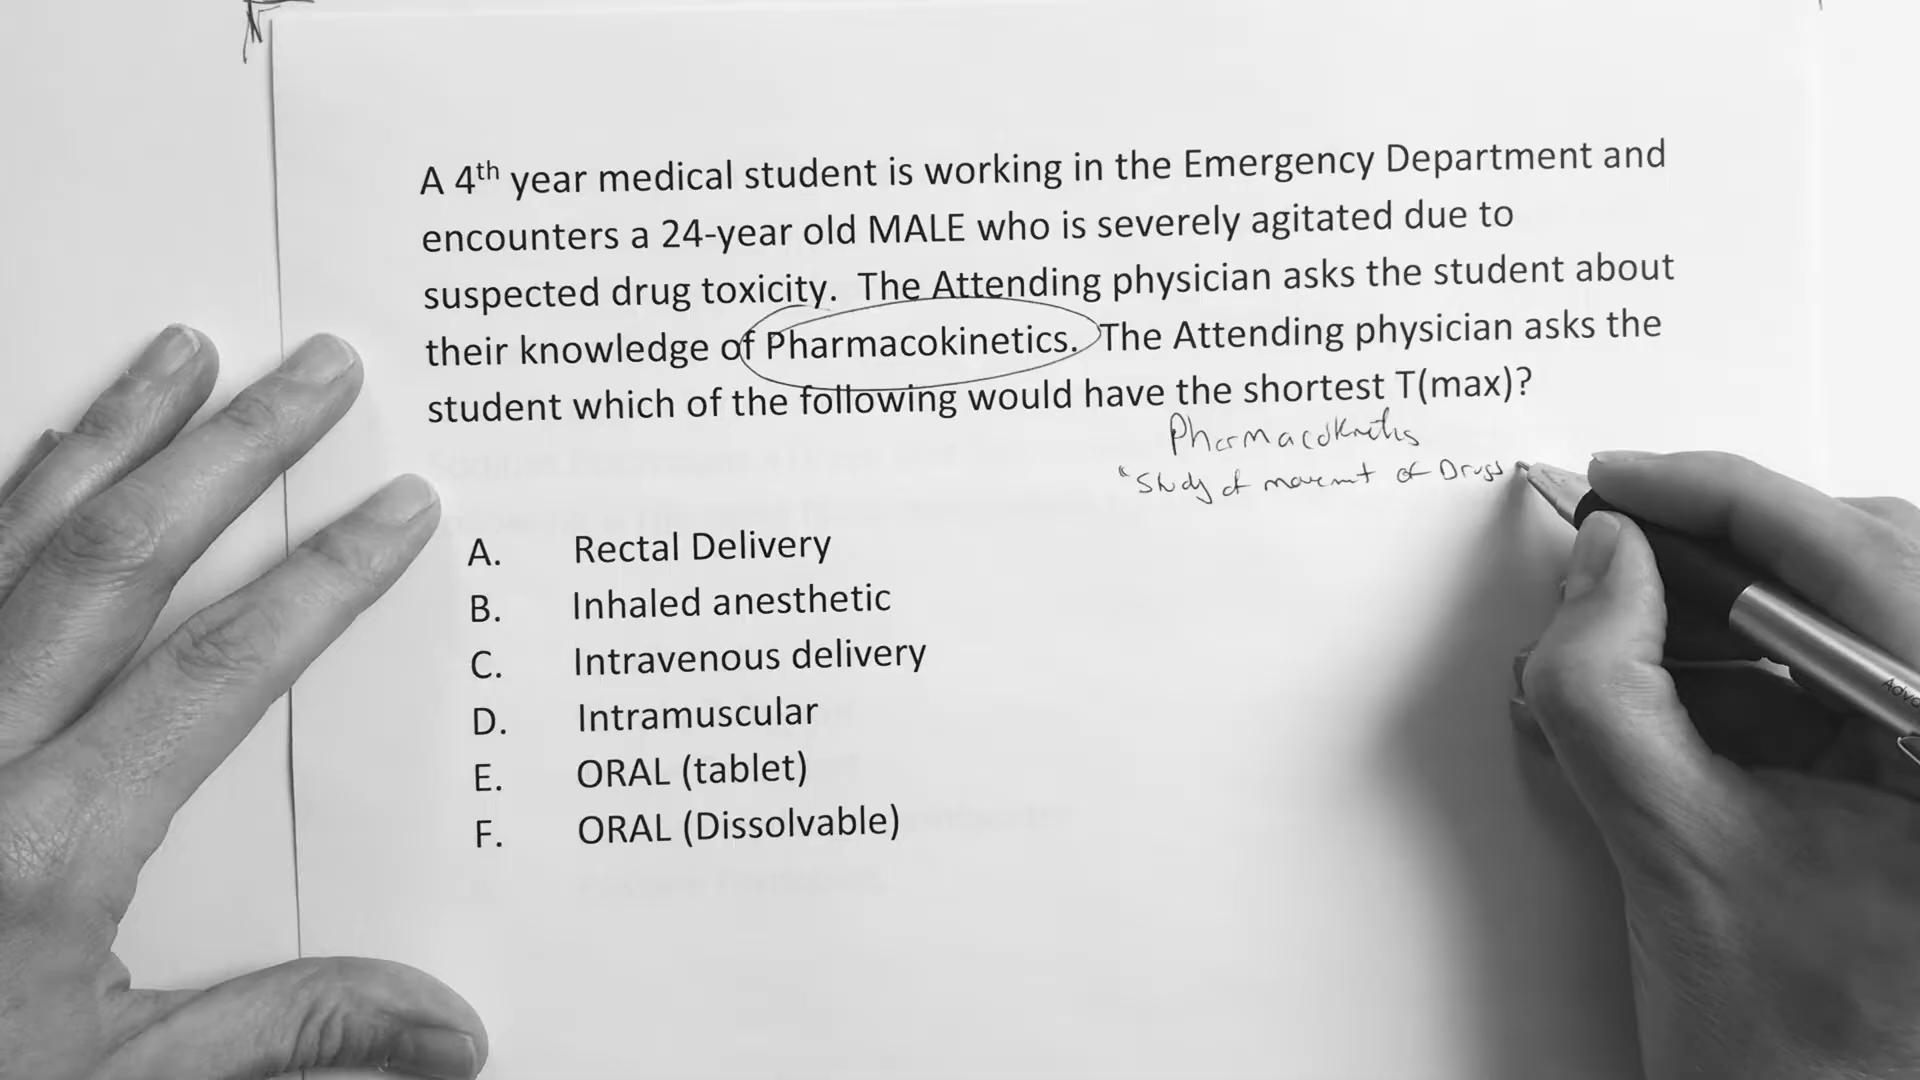 A 4th year medical student is working in the Emergency Department and
encounters a 24-year old MALE who is severely agitated due to
suspected drug toxicity. The Attending physician asks the student about
their knowledge of Pharmacokinetics. The Attending physician asks the
student which of the following would have the shortest T(max)?
Pharmacokinetics
"Study of movement of Drugs
A. Rectal Delivery
B. Inhaled anesthetic
C. Intravenous delivery
D. Intramuscular
E. ORAL (tablet)
F. ORAL (Dissolvable)